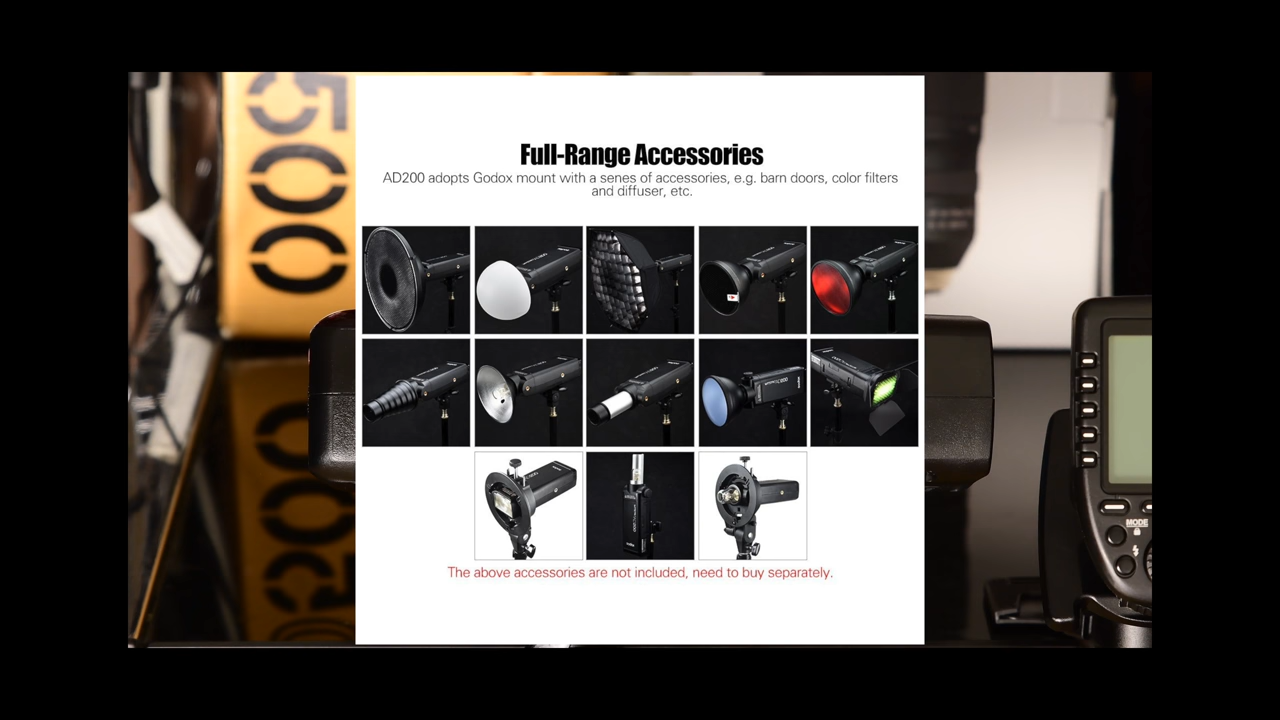 500
Full-Range Accessories
AD200 adopts Godox mount with a senes of accessories, e.g. barn doors, color filters
and diffuser, etc.
The above accessories are not included, need to buy separately.
MODE